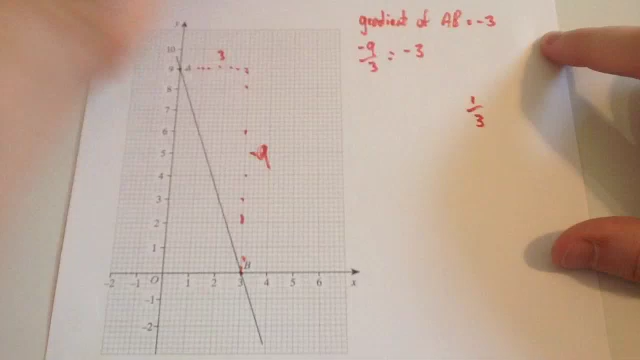 gradient of AB = -3
-9/3 = -3
1/3
3
-9
y
10
9
A
8
7
6
5
4
3
2
1
O
-1
-2
B
-2 -1 1 2 3 4 5 6 x